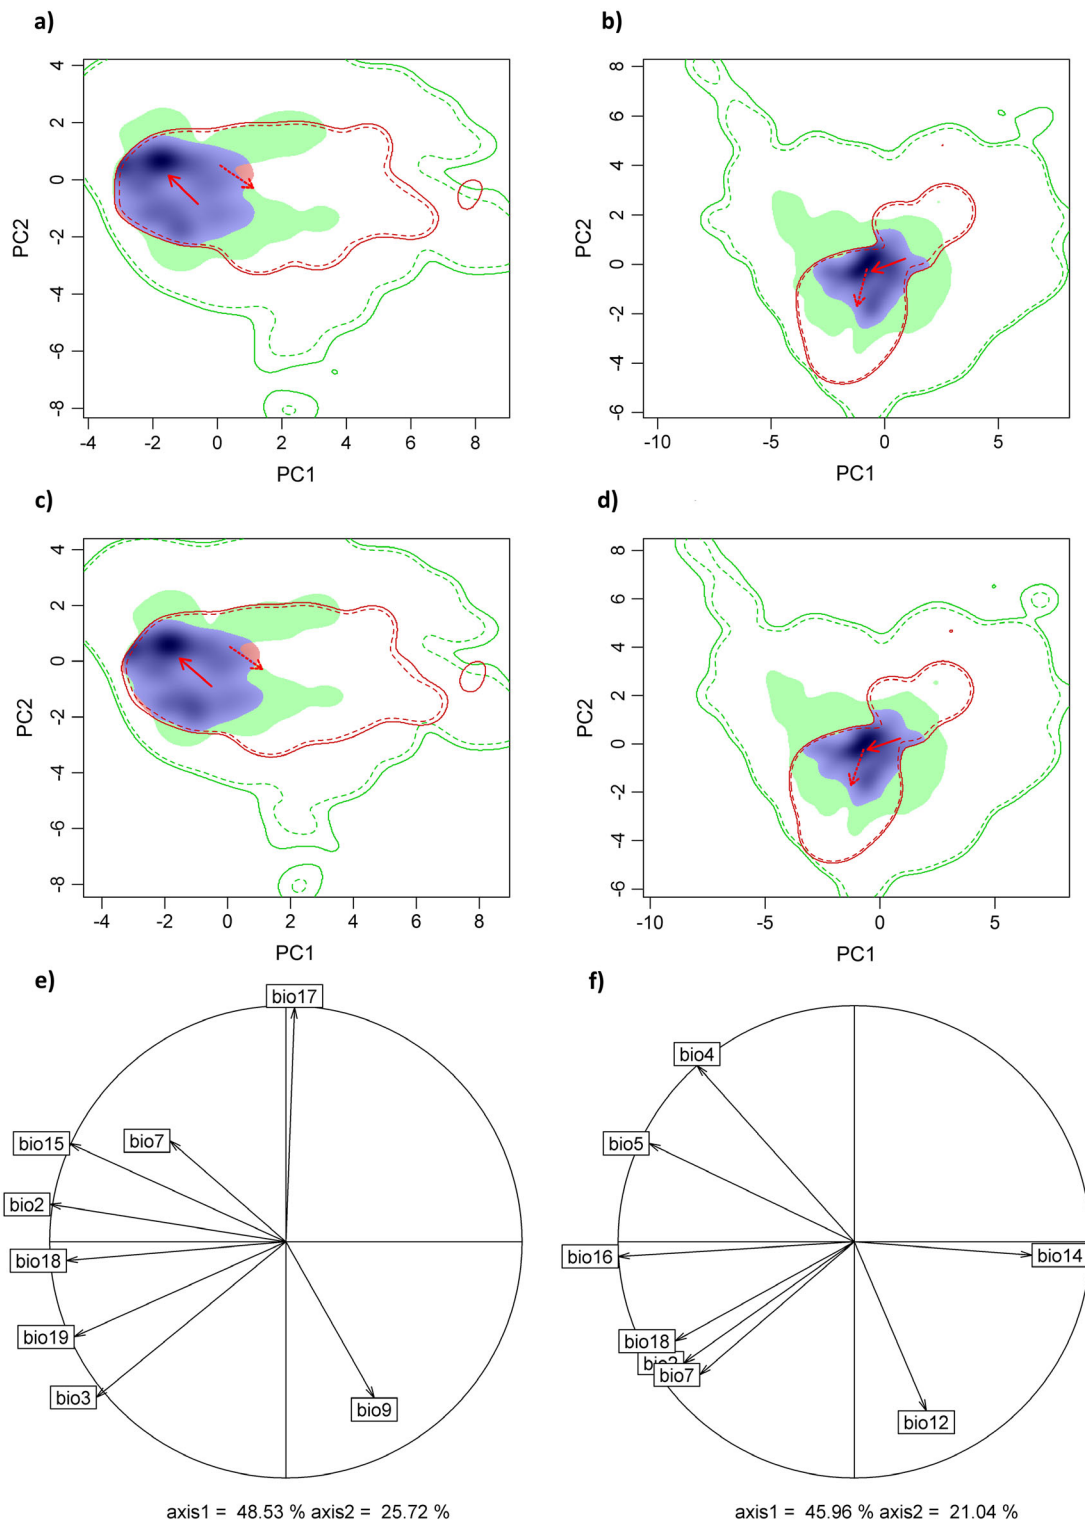 a)
b)
4
2
0
-2
-4
-6
-8
PC2
-4
-2
0
2
4
6
8
PC1
8
6
4
2
0
-2
-4
-6
PC2
-10
-5
0
5
PC1
c)
d)
4
2
0
-2
-4
-6
-8
PC2
-4
-2
0
2
4
6
8
PC1
8
6
4
2
0
-2
-4
-6
PC2
-10
-5
0
5
PC1
e)
bio17
bio15
bio7
bio2
bio18
bio19
bio3
bio9
axis1 = 48.53 % axis2 = 25.72 %
f)
bio4
bio5
bio16
bio14
bio18
bio7
bio12
axis1 = 45.96 % axis2 = 21.04 %